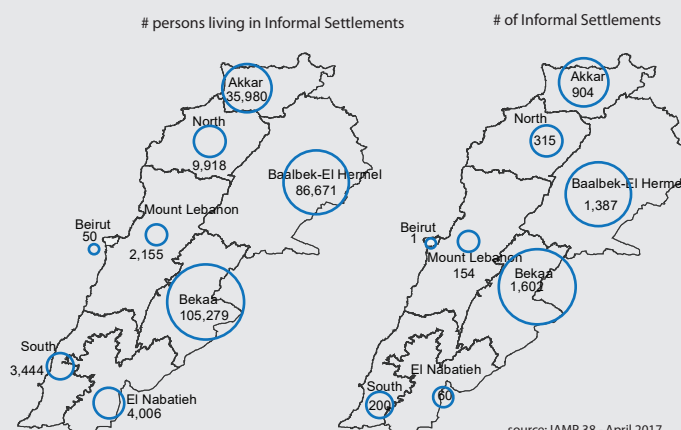 # persons living in Informal Settlements
Akkar
35,980
North
9,918
Baalbek-El Hermel
86,671
Mount Lebanon
2,155
Beirut
50
Bekaa
105,279
South
3,444
El Nabatieh
4,006
# of Informal Settlements
Akkar
904
North
315
Baalbek-El Hermel
1,387
Beirut
1
Mount Lebanon
154
Bekaa
1,602
El Nabatieh
60
South
200
source: IAMP 38 - April 2017